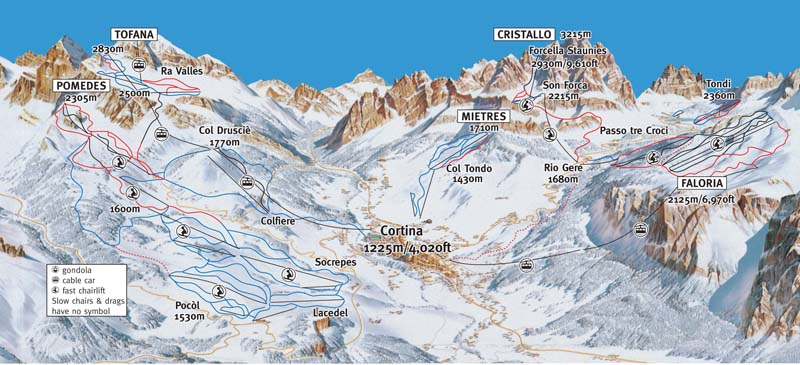 TOFANA
2830m
Ra Valles
2500m
POMEDES
2305m
Col Drusciè
1770m
1600m
Colfiere
Socrepes
Pocòl
1530m
Lacedel
Cortina
1225m/4,020ft
CRISTALLO
3215m
Forcella Staunies
2930m/9,610ft
Son Forca
2215m
MIETRES
1710m
Col Tondo
1430m
Rio Gere
1680m
Passo tre Croci
Tondi
2360m
FALORIA
2125m/6,970ft
gondola
cable car
fast chairlift
Slow chairs & drags
have no symbol